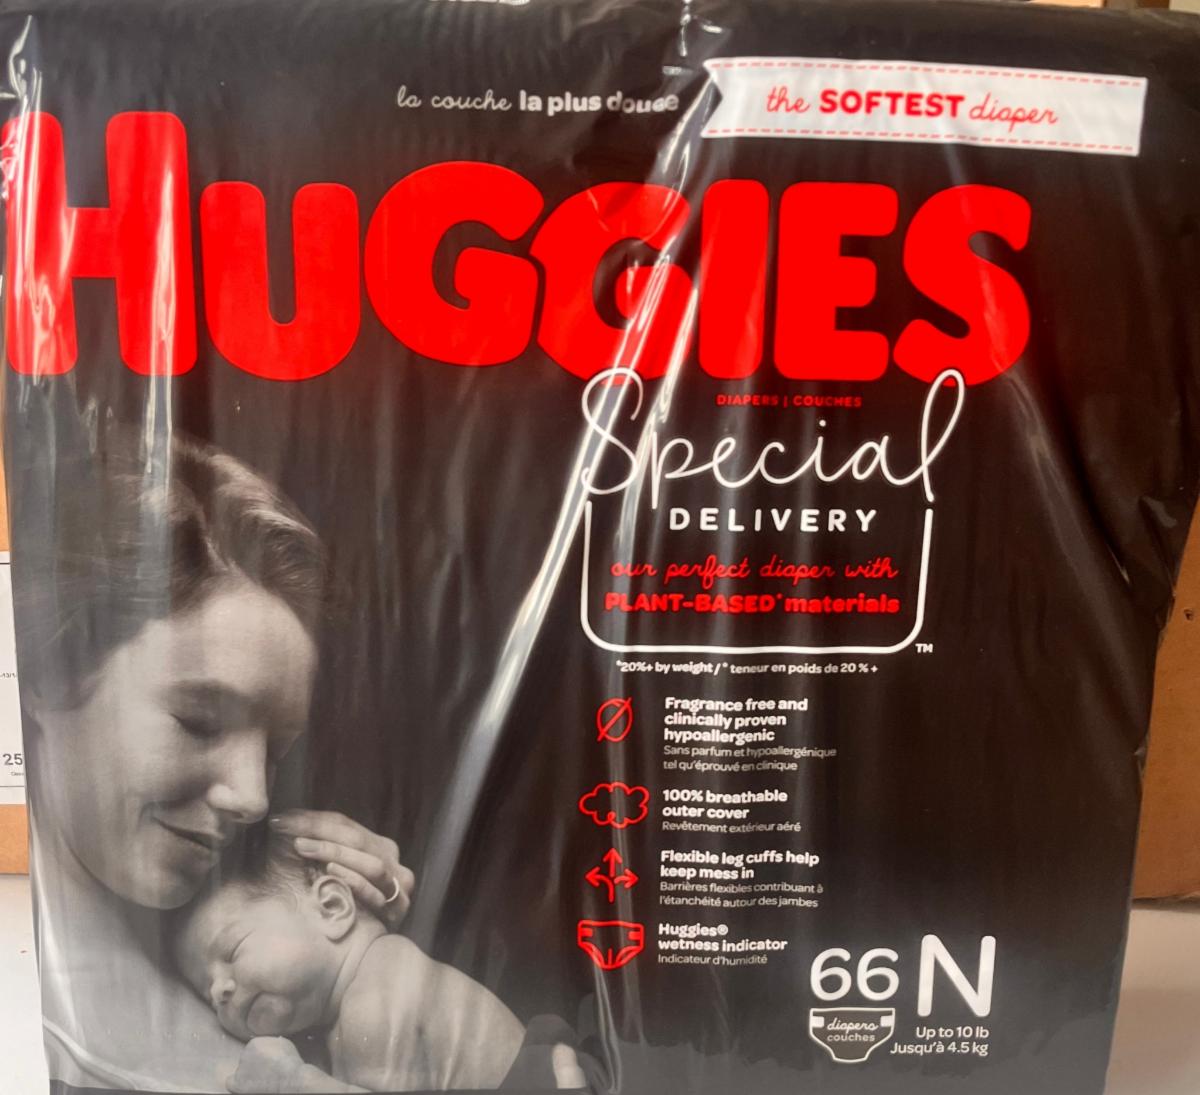 la couche la plus douce
the SOFTEST diaper
HUGGIES
DIAPERS | COUCHES
Special
DELIVERY
our perfect diaper with
PLANT-BASED* materials
TM
*20%+ by weight / * teneur en poids de 20 % +
Fragrance free and
clinically proven
hypoallergenic
Sans parfum et hypoallergénique
tel qu'éprouvé en clinique
100% breathable
outer cover
Revêtement extérieur aéré
Flexible leg cuffs help
keep mess in
Barrières flexibles contribuant à
l'étanchéité autour des jambes
Huggies®
wetness indicator
Indicateur d'humidité
66 N
diapers
couches
Up to 10 lb
Jusqu'à 4.5 kg
25